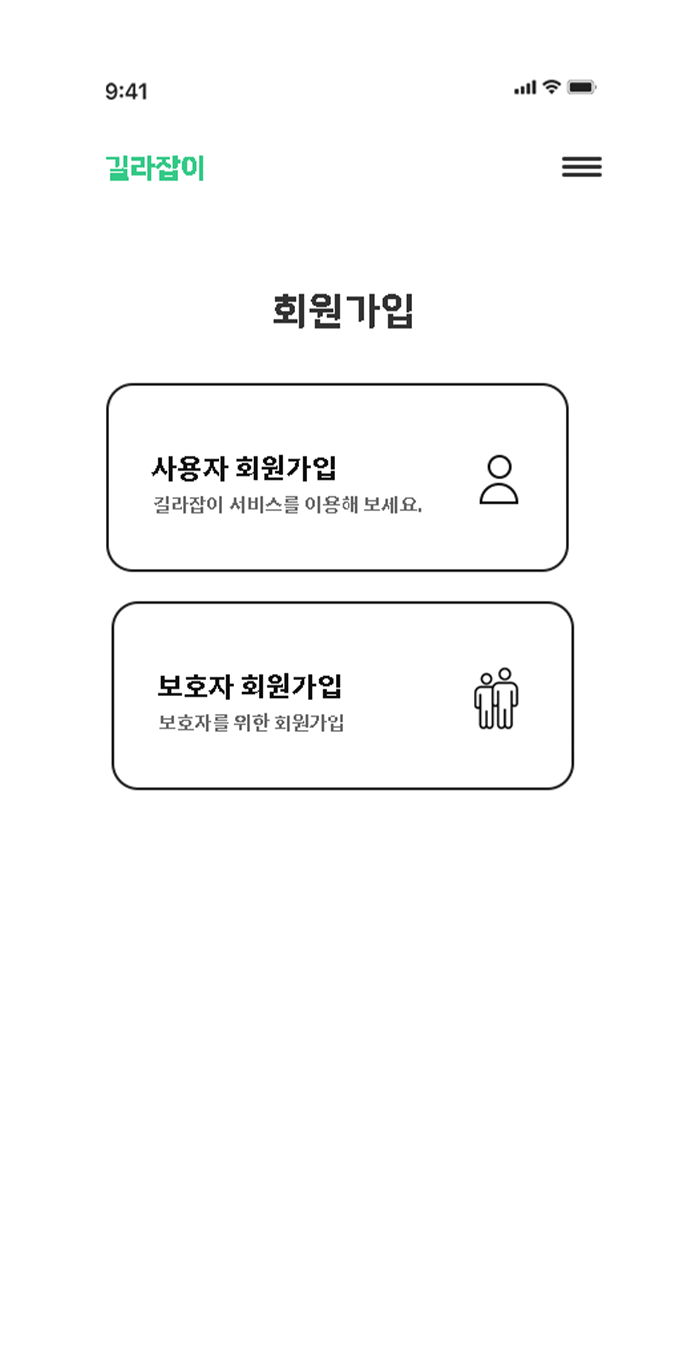 9:41
길라잡이
회원가입
사용자 회원가입
길라잡이 서비스를 이용해 보세요.
보호자 회원가입
보호자를 위한 회원가입